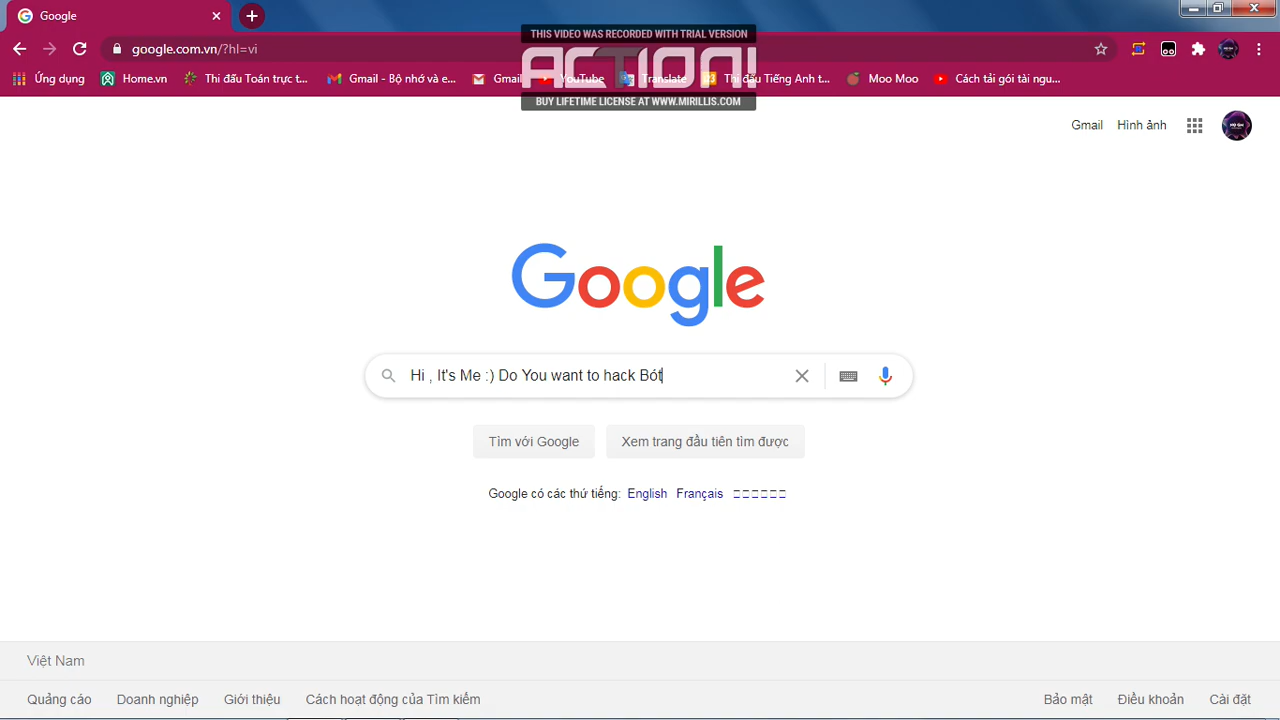 Google
google.com.vn/?hl=vi
THIS VIDEO WAS RECORDED WITH TRIAL VERSION
ACTION!
BUY LIFETIME LICENSE AT WWW.MIRILLIS.COM
Ứng dụng
Home.vn
Thi đấu Toán trực t...
Gmail - Bộ nhớ và e...
Gmail
YouTube
Translate
Thi đấu Tiếng Anh t...
Moo Moo
Cách tải gói tài ngu...
Gmail
Hình ảnh
Google
Hi , It's Me :) Do You want to hack Bót
Tìm với Google
Xem trang đầu tiên tìm được
Google có các thứ tiếng: English Français
Việt Nam
Quảng cáo
Doanh nghiệp
Giới thiệu
Cách hoạt động của Tìm kiếm
Bảo mật
Điều khoản
Cài đặt